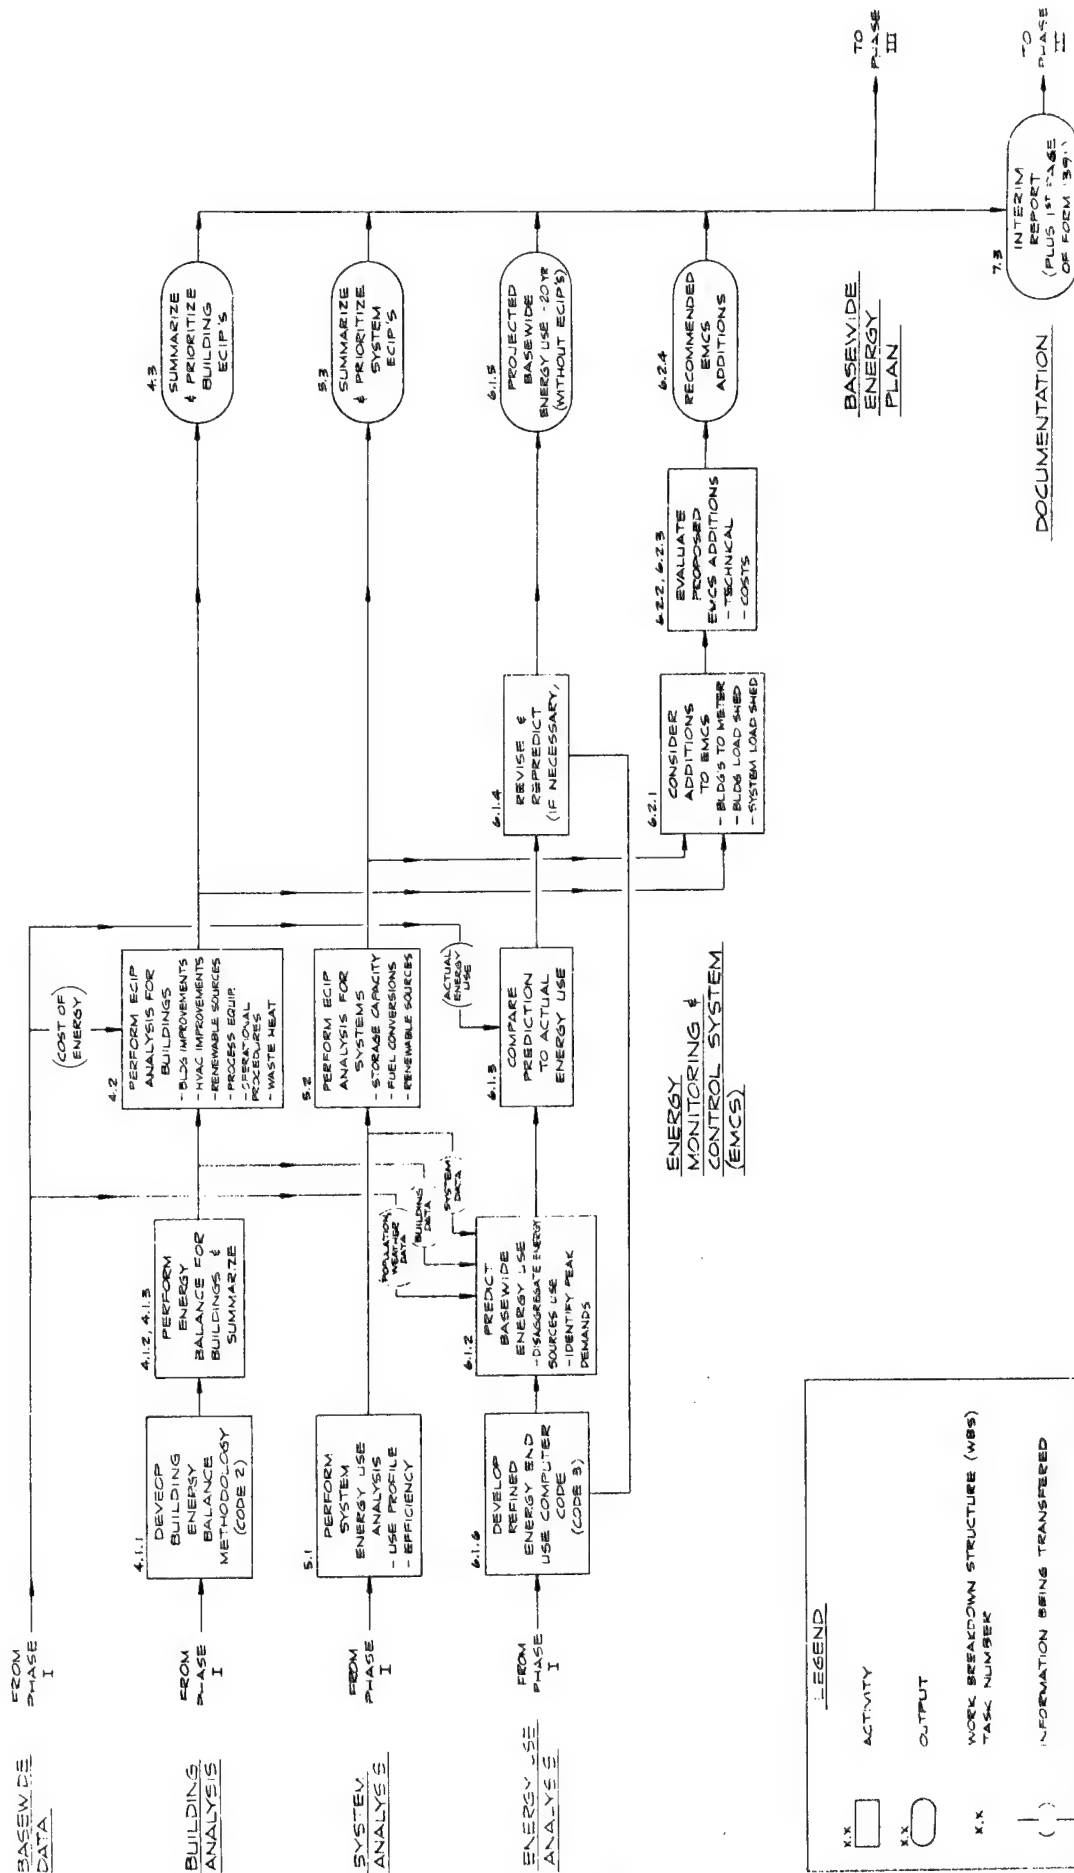 BASEWIDE
DATA
FROM
PHASE
I
(COST OF
ENERGY)
BUILDING
ANALYSIS
FROM
PHASE
I
4.1.1
DEVEOP
BUILDING
ENERGY
BALANCE
METHODOLOGY
(CODE 2)
4.1.2, 4.1.3
PERFORM
ENERGY
BALANCE FOR
BUILDINGS &
SUMMARIZE
4.2
PERFORM ECIP
ANALYSIS FOR
BUILDINGS
- BLDG IMPROVEMENTS
- HVAC IMPROVEMENTS
- RENEWABLE SOURCES
- PROCESS EQUIP.
- OPERATIONAL
PROCEDURES
- WASTE HEAT
4.3
SUMMARIZE
& PRIORITIZE
BUILDING
ECIP'S
SYSTEM
ANALYSIS
FROM
PHASE
I
5.1
PERFORM
SYSTEM
ENERGY USE
ANALYSIS
- USE PROFILE
- EFFICIENCY
5.2
PERFORM ECIP
ANALYSIS FOR
SYSTEMS
- STORAGE CAPACITY
- FUEL CONVERSIONS
- RENEWABLE SOURCES
5.3
SUMMARIZE
& PRIORITIZE
SYSTEM
ECIP'S
(POPULATION,
WEATHER
DATA)
(BUILDING
DATA)
(SYSTEM
DATA)
(ACTUAL
ENERGY
USE)
ENERGY USE
ANALYSIS
FROM
PHASE
I
6.1.6
DEVELOP
REFINED
ENERGY END
USE COMPUTER
CODE
(CODE 3)
6.1.2
PREDICT
BASEWIDE
ENERGY USE
- DISAGGREGATE ENERGY
SOURCES USE
- IDENTIFY PEAK
DEMANDS
6.1.3
COMPARE
PREDICTION
TO ACTUAL
ENERGY USE
6.1.4
REVISE &
REPREDICT
(IF NECESSARY)
6.1.5
PROJECTED
BASEWIDE
ENERGY USE -20 YR
(WITHOUT ECIP'S)
ENERGY
MONITORING &
CONTROL SYSTEM
(EMCS)
6.2.1
CONSIDER
ADDITIONS
TO EMCS
- BLDG'S TO METER
- BLDG LOAD SHED
- SYSTEM LOAD SHED
6.2.2, 6.2.3
EVALUATE
PROPOSED
EMCS ADDITIONS
- TECHNICAL
- COSTS
6.2.4
RECOMMENDED
EMCS
ADDITIONS
BASEWIDE
ENERGY
PLAN
TO
PHASE
III
DOCUMENTATION
7.3
INTERIM
REPORT
(PLUS 1ST PAGE
OF FORM 1391)
TO
PHASE
III
LEGEND
X.X
ACTIVITY
X.X
OUTPUT
X.X
WORK BREAKDOWN STRUCTURE (WBS)
TASK NUMBER
INFORMATION BEING TRANSFERED